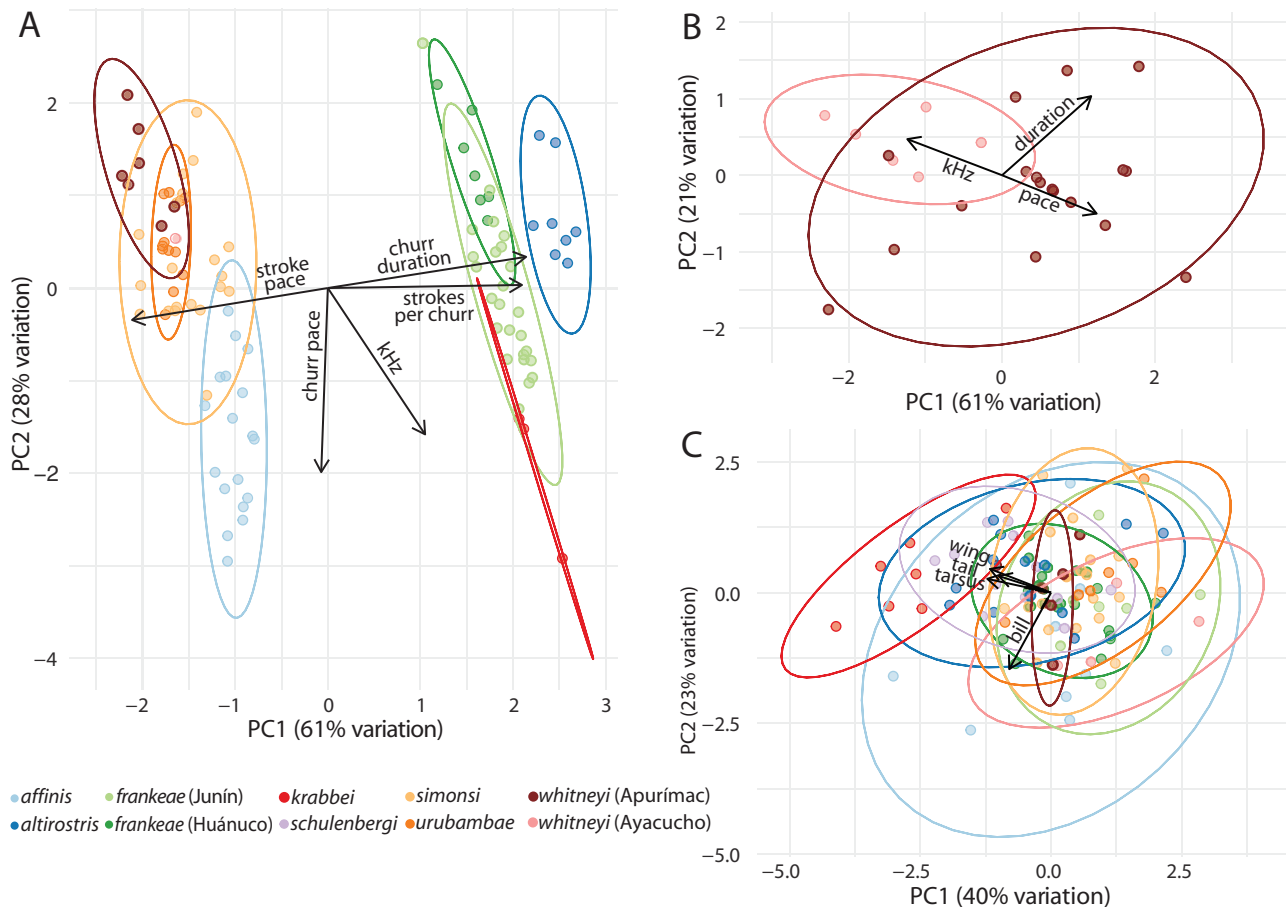 A
2
0
−2
−4
−2
−1
0
1
2
3
PC2 (28% variation)
PC1 (61% variation)
stroke
pace
churr
duration
strokes
per churr
churr pace
kHz
B
2
1
0
−1
−2
−2
0
2
PC2 (21% variation)
PC1 (61% variation)
duration
kHz
pace
C
2.5
0.0
−2.5
−5.0
−5.0
−2.5
0.0
2.5
PC2 (23% variation)
PC1 (40% variation)
wing
tail
tarsus
bill
affinis
frankeae (Junín)
krabbei
simonsi
whitneyi (Apurímac)
altirostris
frankeae (Huánuco)
schulenbergi
urubambae
whitneyi (Ayacucho)